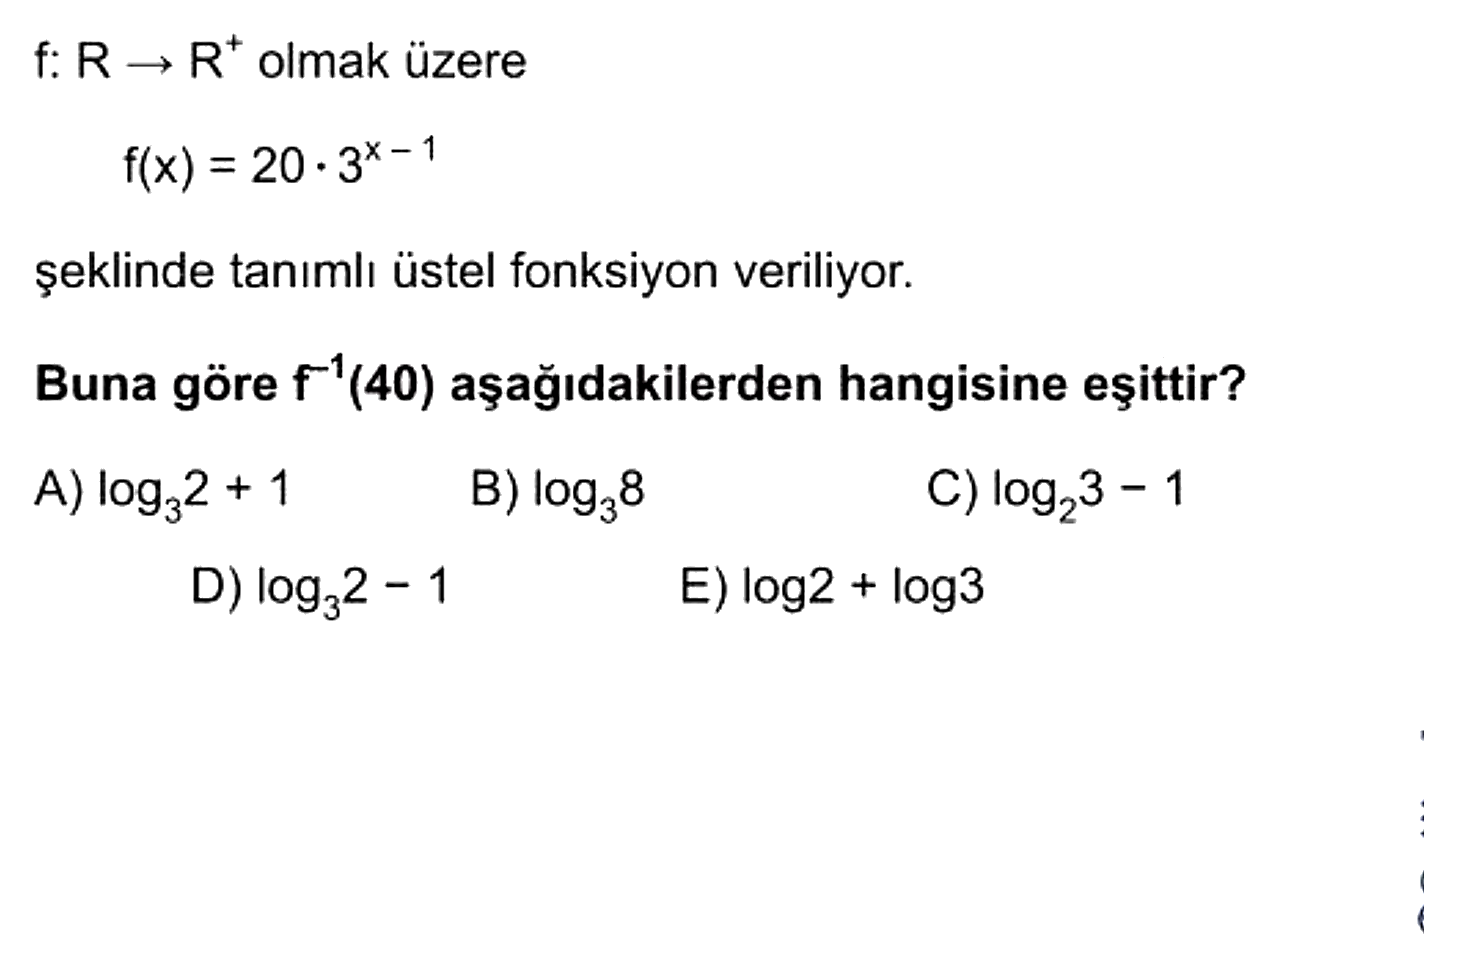 f: R → R⁺ olmak üzere
f(x) = 20 · 3ˣ ⁻ ¹
şeklinde tanımlı üstel fonksiyon veriliyor.
Buna göre f⁻¹(40) aşağıdakilerden hangisine eşittir?
A) log₃2 + 1 B) log₃8 C) log₂3 − 1
D) log₃2 − 1 E) log2 + log3